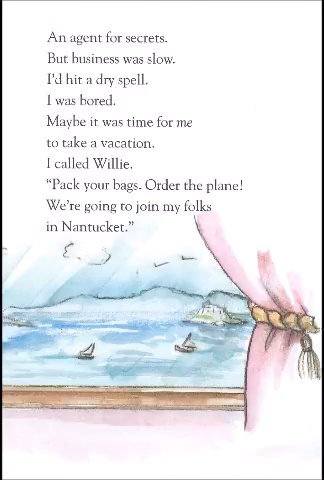 An agent for secrets.
But business was slow.
I'd hit a dry spell.
I was bored.
Maybe it was time for me
to take a vacation.
I called Willie.
“Pack your bags. Order the plane!
We're going to join my folks
in Nantucket.”